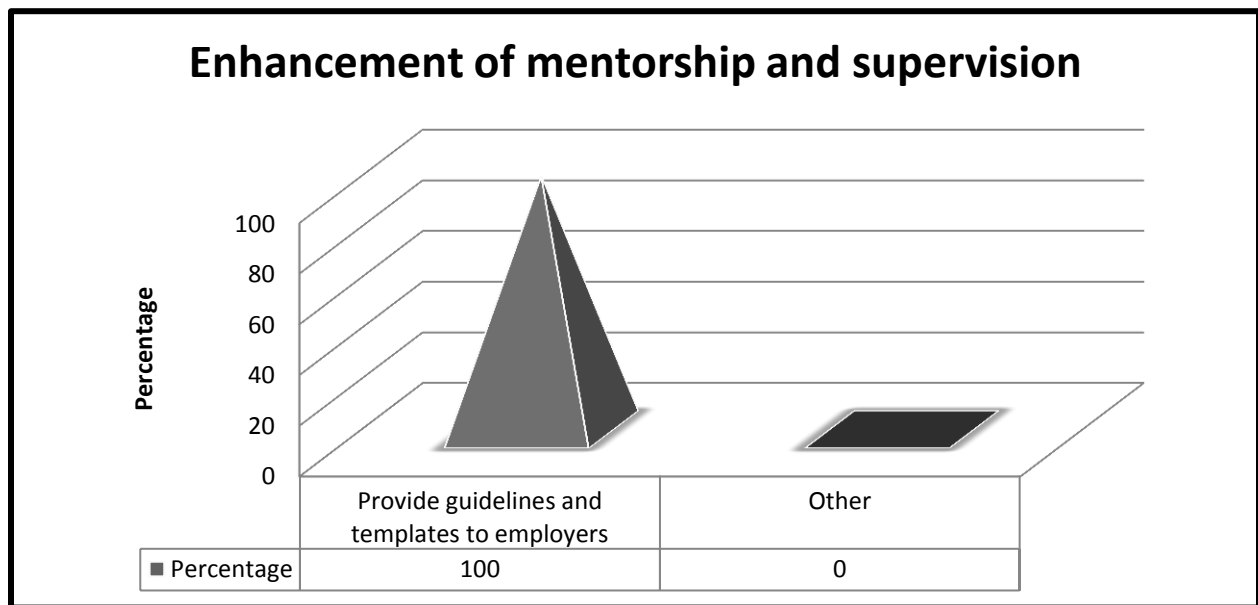 Enhancement of mentorship and supervision
Percentage
100
80
60
40
20
0
Provide guidelines and
templates to employers
Other
Percentage 100 0